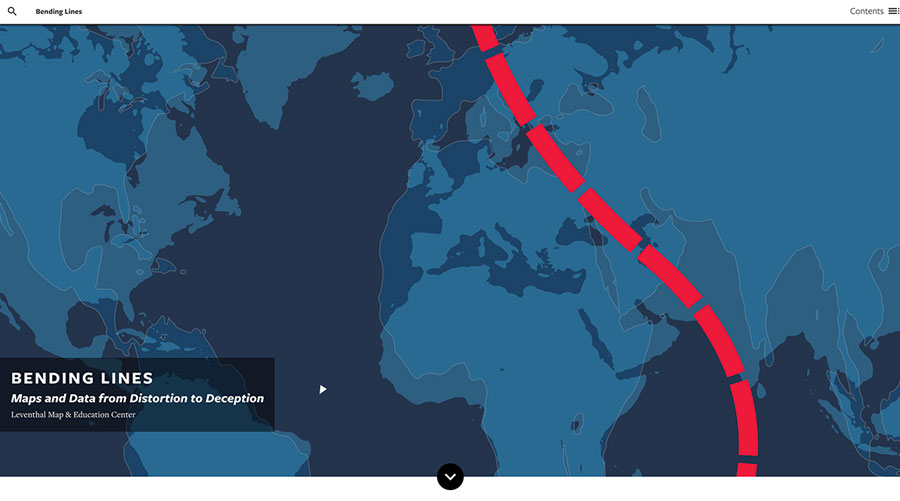 Bending Lines
Contents
BENDING LINES
Maps and Data from Distortion to Deception
Leventhal Map & Education Center